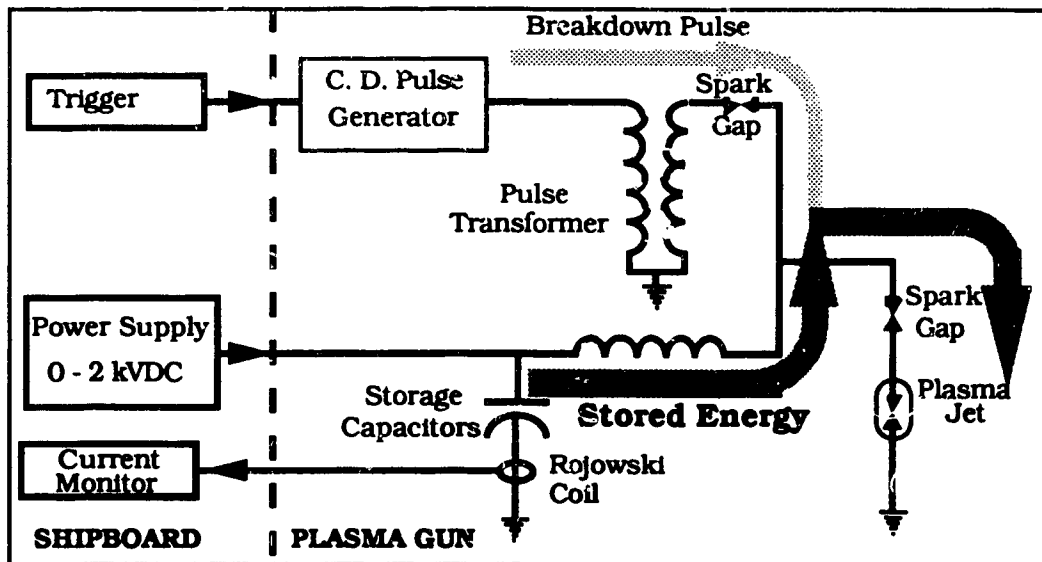 Breakdown Pulse
Trigger
C. D. Pulse
Generator
Spark
Gap
Pulse
Transformer
Power Supply
0 - 2 kVDC
Spark
Gap
Storage
Capacitors
Stored Energy
Plasma
Jet
Current
Monitor
Rojowski
Coil
SHIPBOARD
PLASMA GUN